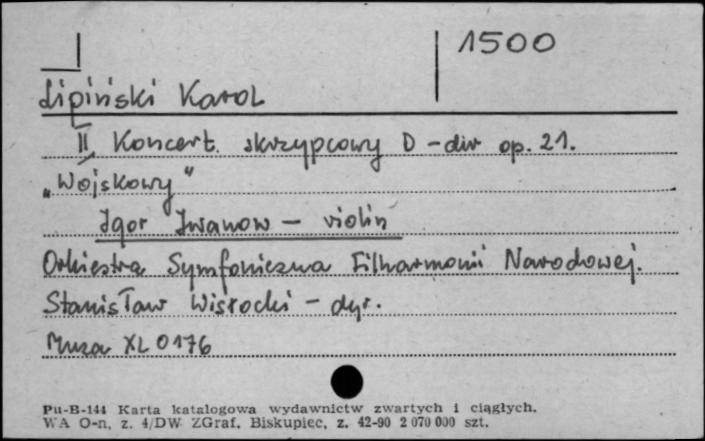 1500
Lipiński Karol
II Koncert. skrzypcowy D-dur op. 21.
„Wojskowy"
Igor Iwanow - violin
Orkiestra Symfoniczna Filharmonii Narodowej.
Stanisław Wisłocki - dyr.
Muza XL 0176
Pu-B-144 Karta katalogowa wydawnictw zwartych i ciągłych.
WA O-n, z. 4/DW ZGraf. Biskupiec, z. 42-90 2 070 000 szt.